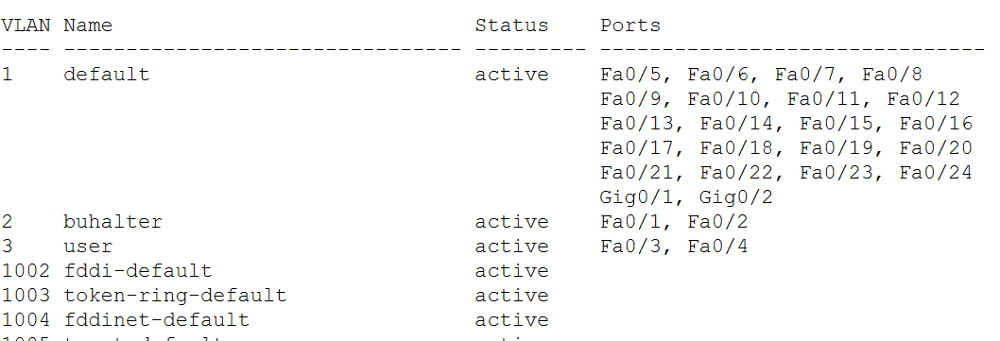 VLAN Name                             Status    Ports
---- -------------------------------- --------- -------------------------------
1    default                          active    Fa0/5, Fa0/6, Fa0/7, Fa0/8
                                                Fa0/9, Fa0/10, Fa0/11, Fa0/12
                                                Fa0/13, Fa0/14, Fa0/15, Fa0/16
                                                Fa0/17, Fa0/18, Fa0/19, Fa0/20
                                                Fa0/21, Fa0/22, Fa0/23, Fa0/24
                                                Gig0/1, Gig0/2
2    buhalter                         active    Fa0/1, Fa0/2
3    user                             active    Fa0/3, Fa0/4
1002 fddi-default                     active
1003 token-ring-default               active
1004 fddinet-default                  active